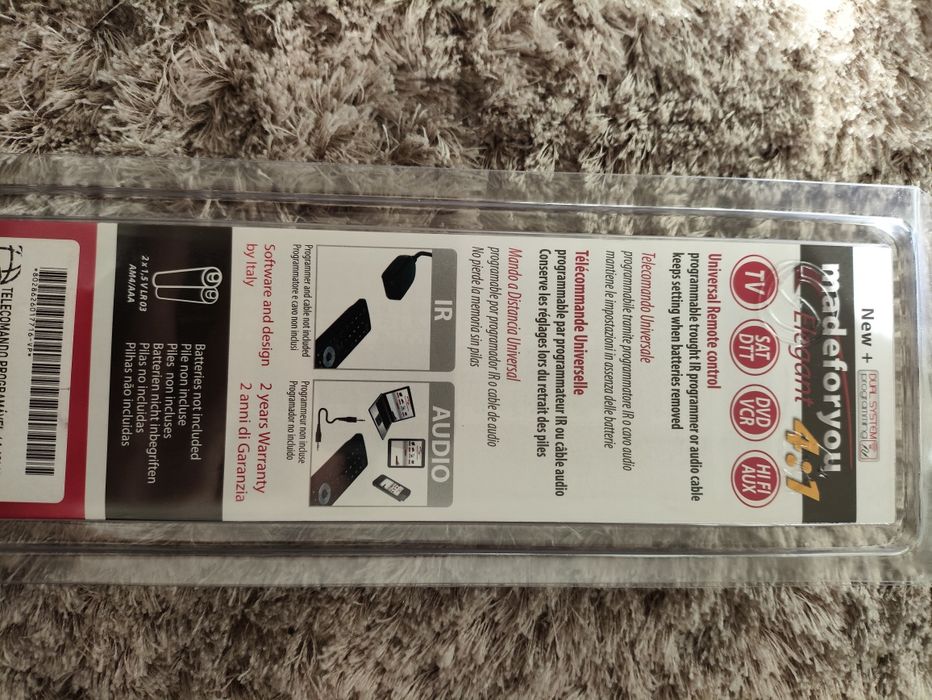 New +
DUAL SYSTEM
programming
madeforyou
Elegant 4:1
TV
SAT
DTT
DVD
VCR
HI.FI
AUX
Universal Remote control
programmable trought IR programmer or audio cable
keeps setting when batteries removed
Telecomando Universale
programmabile tramite programmatore IR o cavo audio
mantiene le impostazioni in assenza delle batterie
Télécommande Universelle
programmable par programmateur IR ou câble audio
Conserve les réglages lors du retrait des piles
Mando a Distancia Universal
programable por programador IR o cable de audio
No pierde la memoria sin pilas
IR
AUDIO
Programmer and cable not included
Programmatore e cavo non inclusi
Programmeur non incluse
Programador no incluido
Software and design
by Italy
2 years Warranty
2 anni di Garanzia
2 x 1,5 V LR 03
AM4/AAA
Batteries not included
Pile non incluse
Piles non incluses
Batterien nicht inbegriffen
Pilas no incluidas
Pilhas não incluídas
TELECOMANDO PROGRAMÁVEL